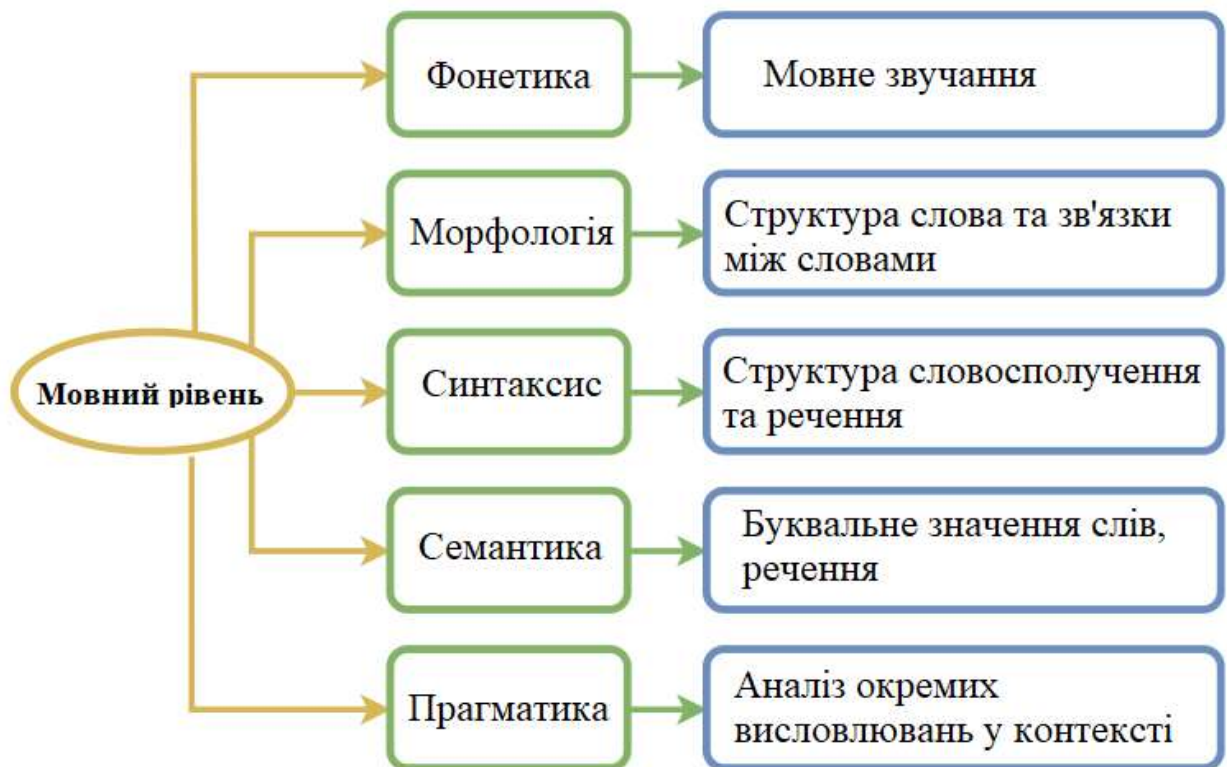 Фонетика
Мовне звучання
Морфологія
Структура слова та зв'язки
між словами
Мовний рівень
Синтаксис
Структура словосполучення
та речення
Семантика
Буквальне значення слів,
речення
Прагматика
Аналіз окремих
висловлювань у контексті